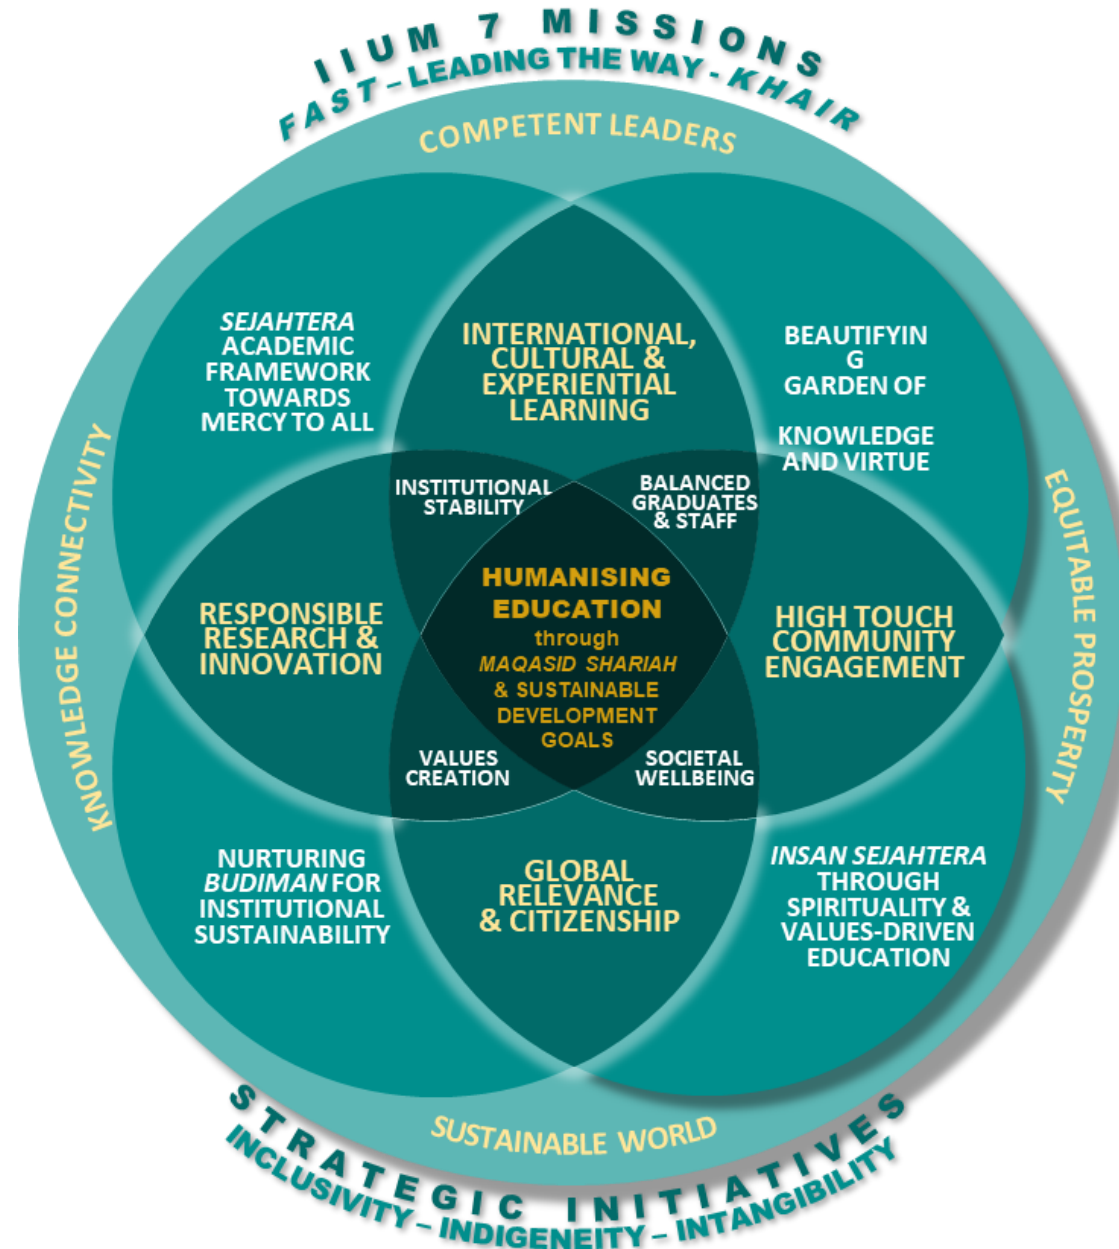 IIUM 7 MISSIONS
FAST – LEADING THE WAY - KHAIR
COMPETENT LEADERS
SEJAHTERA
ACADEMIC
FRAMEWORK
TOWARDS
MERCY TO ALL
INTERNATIONAL,
CULTURAL &
EXPERIENTIAL
LEARNING
BEAUTIFYIN
G
GARDEN OF
KNOWLEDGE
AND VIRTUE
KNOWLEDGE CONNECTIVITY
EQUITABLE PROSPERITY
INSTITUTIONAL
STABILITY
BALANCED
GRADUATES
& STAFF
RESPONSIBLE
RESEARCH &
INNOVATION
HUMANISING
EDUCATION
through
MAQASID SHARIAH
& SUSTAINABLE
DEVELOPMENT
GOALS
HIGH TOUCH
COMMUNITY
ENGAGEMENT
VALUES
CREATION
SOCIETAL
WELLBEING
NURTURING
BUDIMAN FOR
INSTITUTIONAL
SUSTAINABILITY
GLOBAL
RELEVANCE
& CITIZENSHIP
INSAN SEJAHTERA
THROUGH
SPIRITUALITY &
VALUES-DRIVEN
EDUCATION
SUSTAINABLE WORLD
STRATEGIC INITIATIVES
INCLUSIVITY – INDIGENEITY – INTANGIBILITY